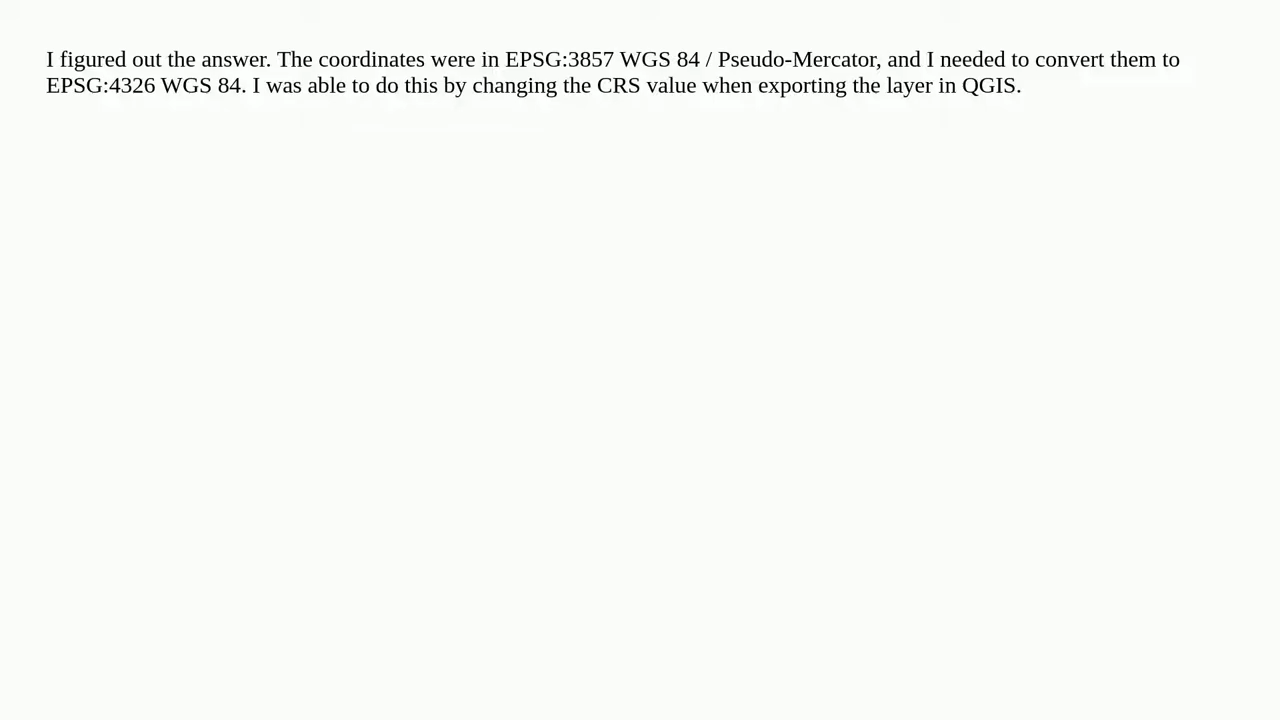 I figured out the answer. The coordinates were in EPSG:3857 WGS 84 / Pseudo-Mercator, and I needed to convert them to
EPSG:4326 WGS 84. I was able to do this by changing the CRS value when exporting the layer in QGIS.